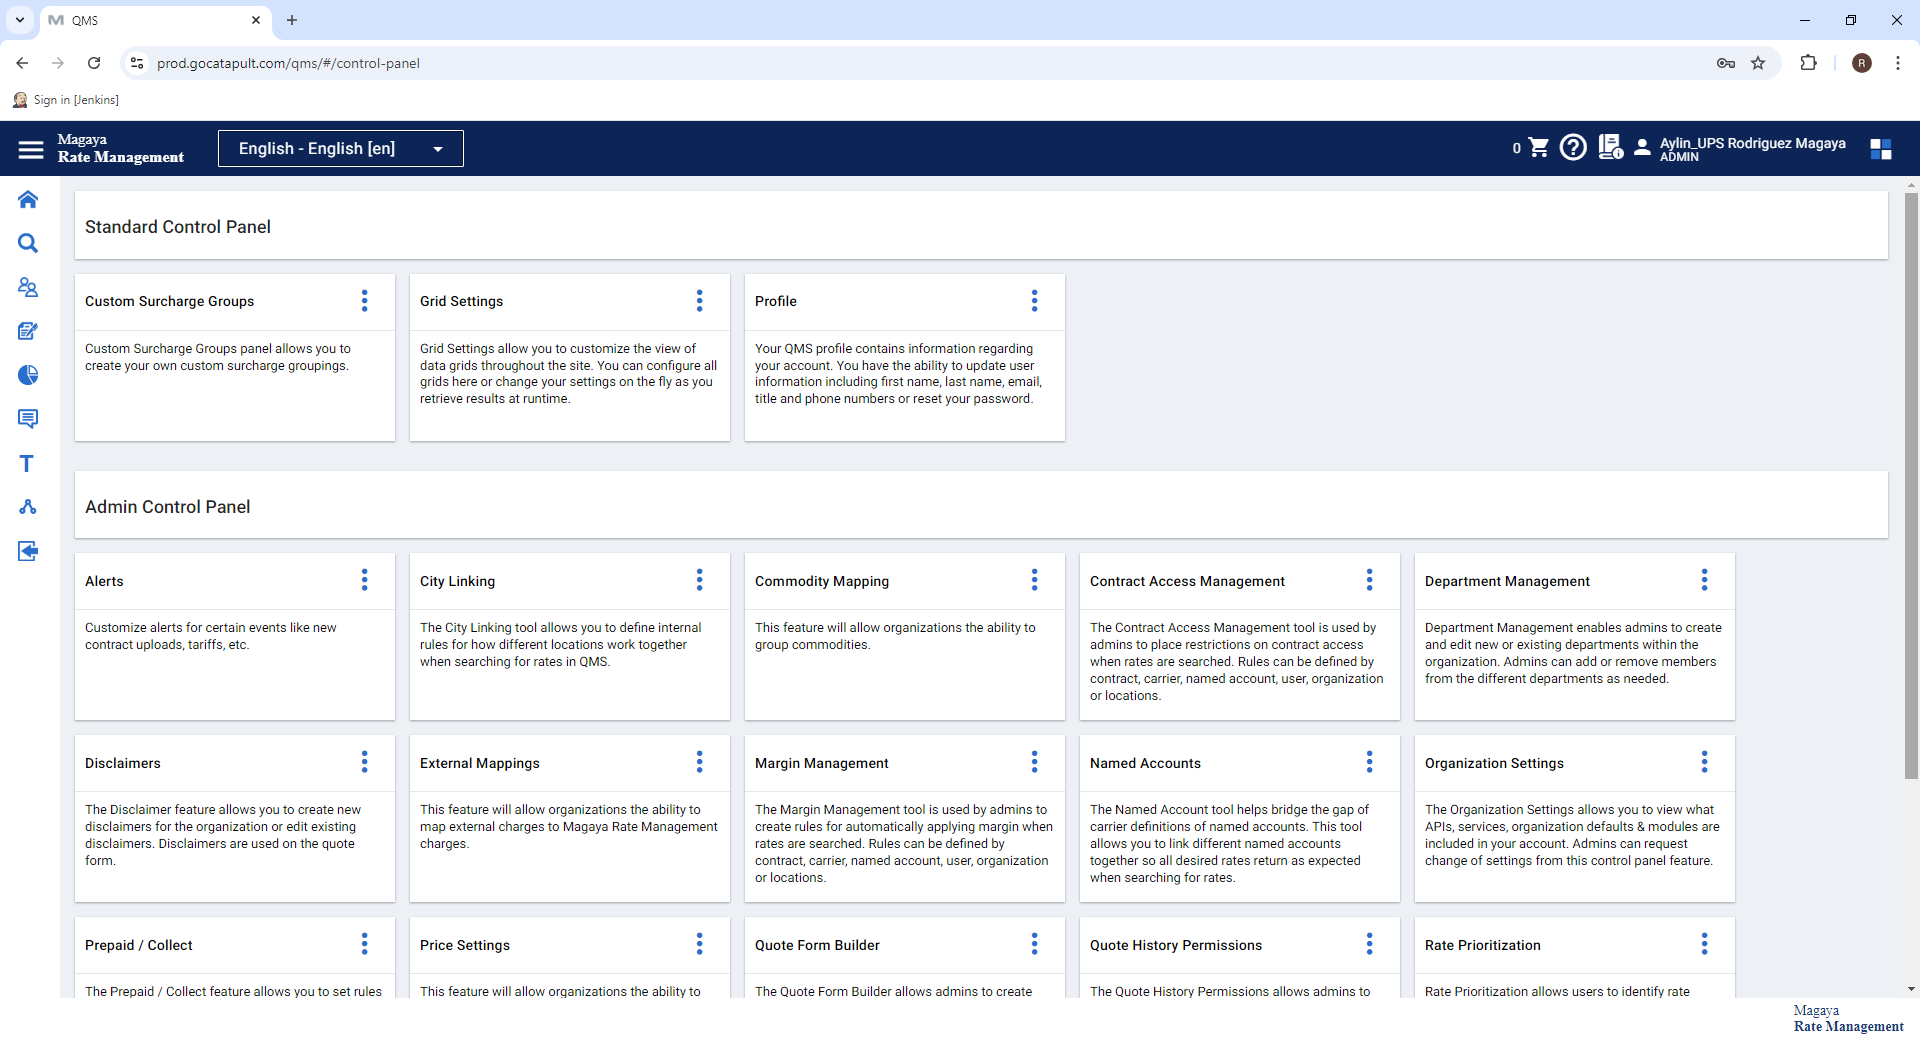 QMS
prod.gocatapult.com/qms/#/control-panel
R
Sign in [Jenkins]
Magaya
Rate Management
English - English [en]
0
Aylin_UPS Rodriguez Magaya
ADMIN
Standard Control Panel
Custom Surcharge Groups
Custom Surcharge Groups panel allows you to
create your own custom surcharge groupings.
Grid Settings
Grid Settings allow you to customize the view of
data grids throughout the site. You can configure all
grids here or change your settings on the fly as you
retrieve results at runtime.
Profile
Your QMS profile contains information regarding
your account. You have the ability to update user
information including first name, last name, email,
title and phone numbers or reset your password.
Admin Control Panel
Alerts
Customize alerts for certain events like new
contract uploads, tariffs, etc.
City Linking
The City Linking tool allows you to define internal
rules for how different locations work together
when searching for rates in QMS.
Commodity Mapping
This feature will allow organizations the ability to
group commodities.
Contract Access Management
The Contract Access Management tool is used by
admins to place restrictions on contract access
when rates are searched. Rules can be defined by
contract, carrier, named account, user, organization
or locations.
Department Management
Department Management enables admins to create
and edit new or existing departments within the
organization. Admins can add or remove members
from the different departments as needed.
Disclaimers
The Disclaimer feature allows you to create new
disclaimers for the organization or edit existing
disclaimers. Disclaimers are used on the quote
form.
External Mappings
This feature will allow organizations the ability to
map external charges to Magaya Rate Management
charges.
Margin Management
The Margin Management tool is used by admins to
create rules for automatically applying margin when
rates are searched. Rules can be defined by
contract, carrier, named account, user, organization
or locations.
Named Accounts
The Named Account tool helps bridge the gap of
carrier definitions of named accounts. This tool
allows you to link different named accounts
together so all desired rates return as expected
when searching for rates.
Organization Settings
The Organization Settings allows you to view what
APIs, services, organization defaults & modules are
included in your account. Admins can request
change of settings from this control panel feature.
Prepaid / Collect
The Prepaid / Collect feature allows you to set rules
Price Settings
This feature will allow organizations the ability to
Quote Form Builder
The Quote Form Builder allows admins to create
Quote History Permissions
The Quote History Permissions allows admins to
Rate Prioritization
Rate Prioritization allows users to identify rate
Magaya
Rate Management